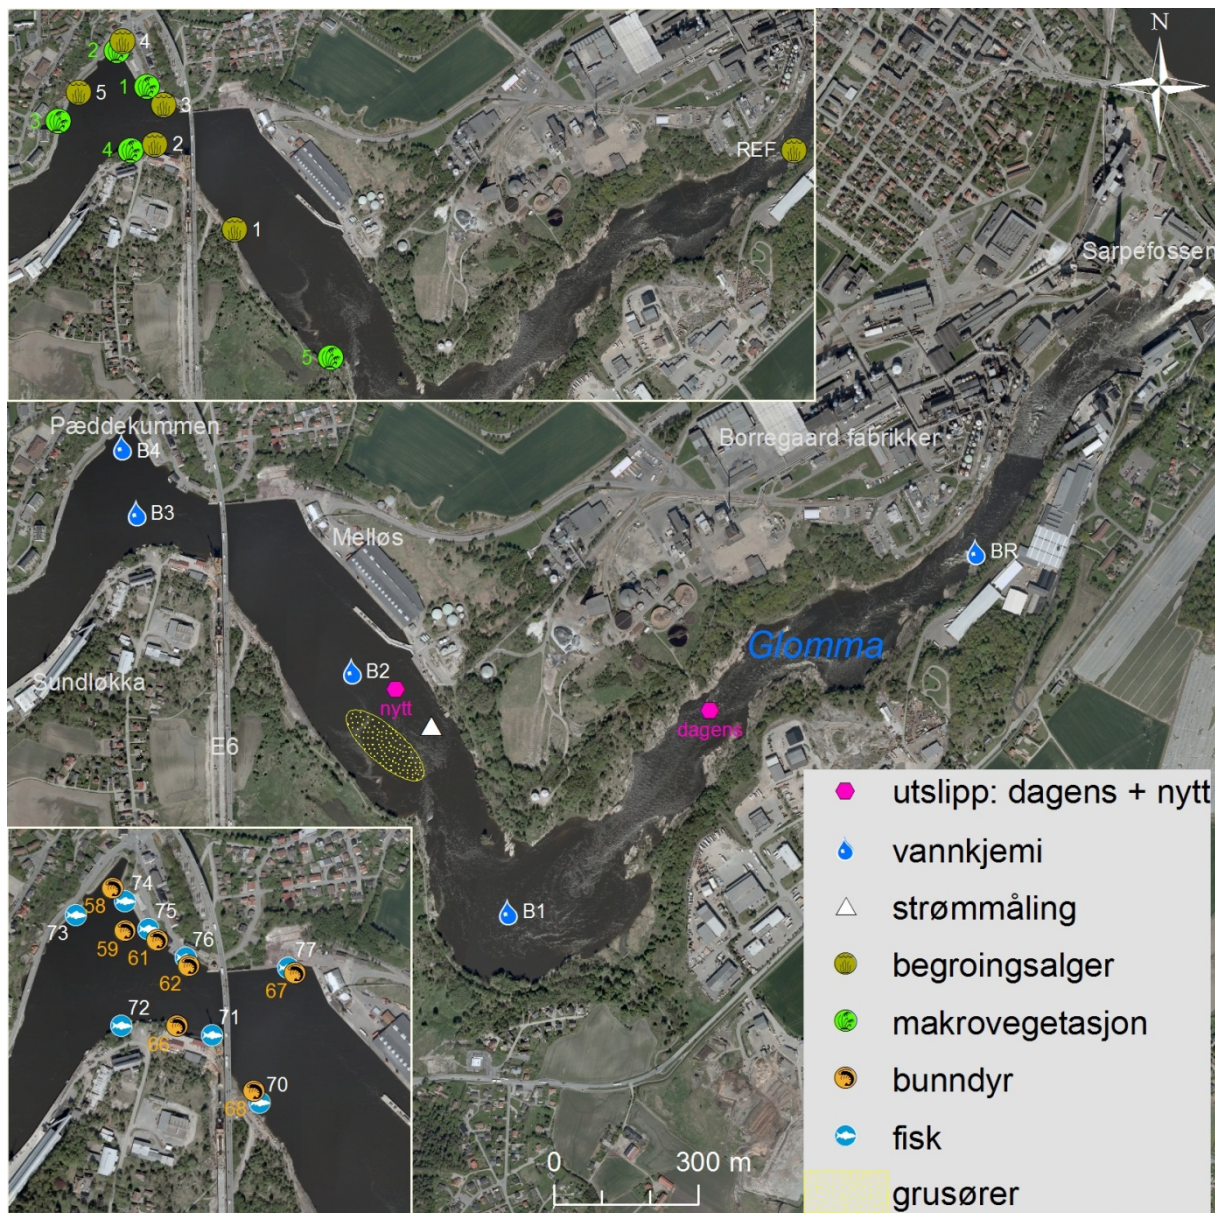 N
4
2
1
5
3
3
4
2
REF
1
5
Sarpefossen
Pæddekummen
B4
B3
Borregaard fabrikker
Melløs
BR
Glomma
B2
nytt
Sundløkka
dagens
E6
B1
utslipp: dagens + nytt
vannkjemi
strømmåling
begroingsalger
makrovegetasjon
bunndyr
fisk
grusører
0 300 m
74
58
75
73
59
61
76
62
77
67
72
66
71
70
68